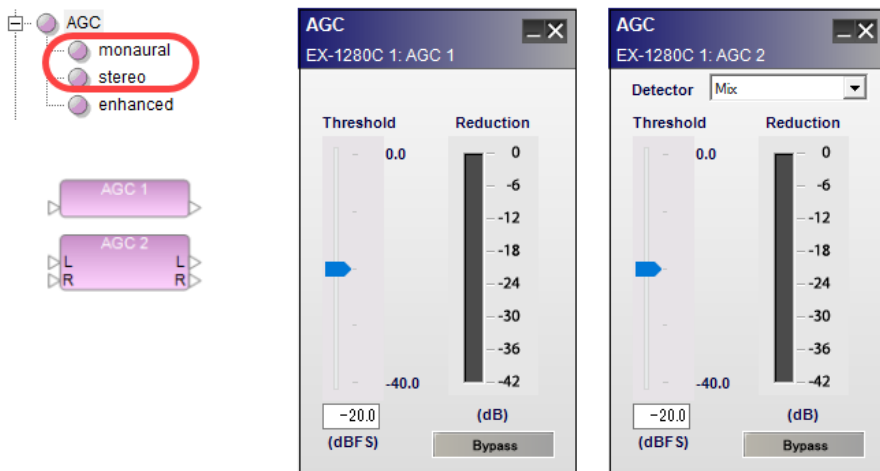 AGC
monaural
stereo
enhanced
AGC 1
AGC 2
L L
R R
AGC
EX-1280C 1: AGC 1
Threshold Reduction
0.0
-40.0
0
-6
-12
-18
-24
-30
-36
-42
-20.0 (dB)
(dBFS) Bypass
AGC
EX-1280C 1: AGC 2
Detector Mix
Threshold Reduction
0.0
-40.0
0
-6
-12
-18
-24
-30
-36
-42
-20.0 (dB)
(dBFS) Bypass